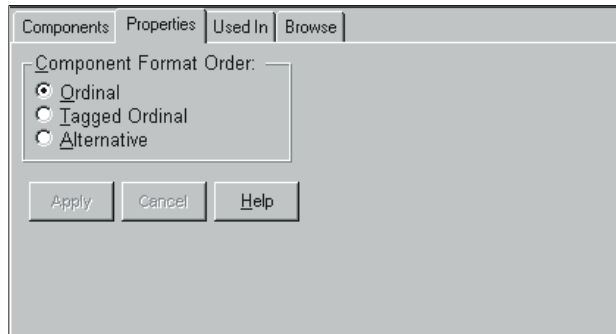 Components Properties Used In Browse
Component Format Order:
Ordinal
Tagged Ordinal
Alternative
Apply Cancel Help